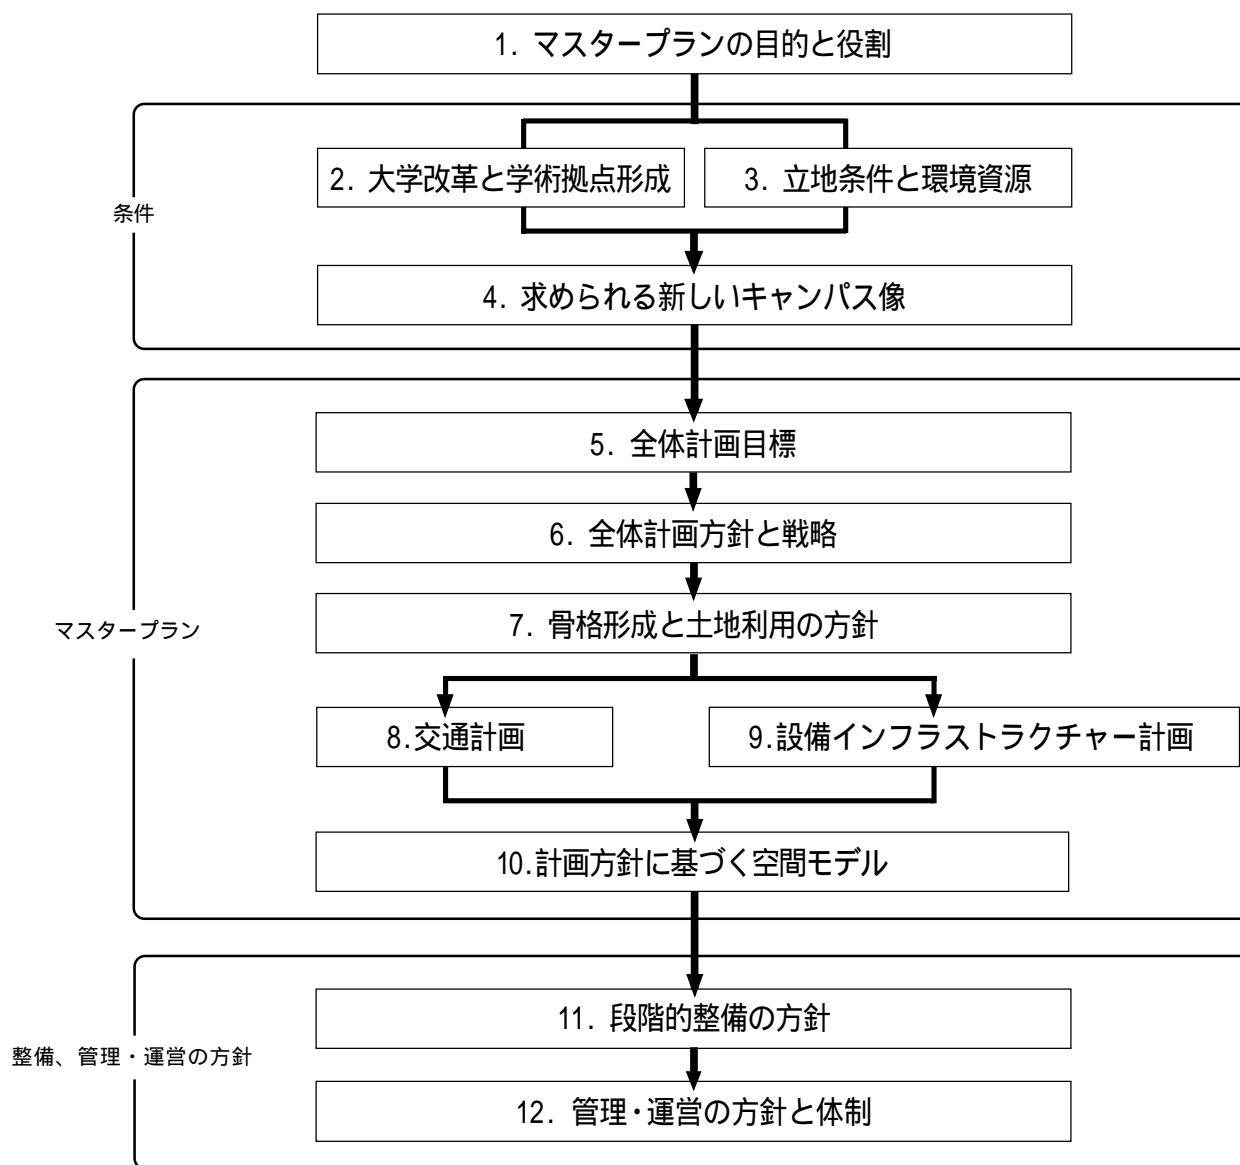 1. マスタープランの目的と役割
条件
2. 大学改革と学術拠点形成
3. 立地条件と環境資源
4. 求められる新しいキャンパス像
マスタープラン
5. 全体計画目標
6. 全体計画方針と戦略
7. 骨格形成と土地利用の方針
8.交通計画
9.設備インフラストラクチャー計画
10.計画方針に基づく空間モデル
整備、管理・運営の方針
11. 段階的整備の方針
12. 管理・運営の方針と体制